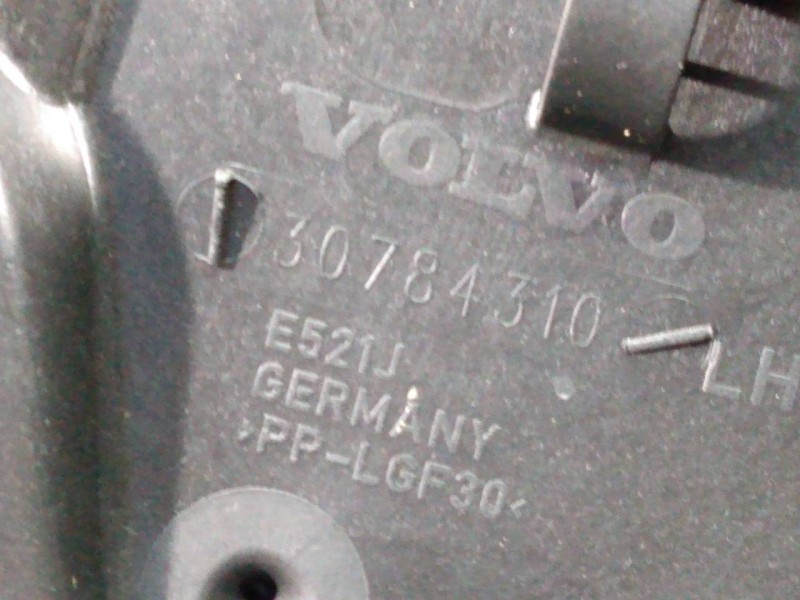 VOLVO
30784310
LH
E521J
GERMANY
>PP-LGF30<